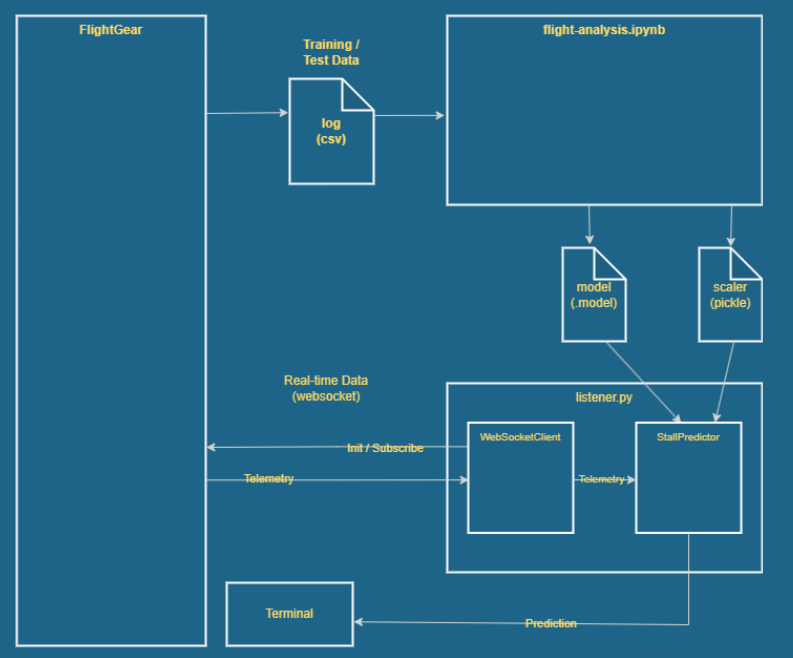 FlightGear
Training /
Test Data
log
(csv)
flight-analysis.ipynb
model
(.model)
scaler
(pickle)
Real-time Data
(websocket)
listener.py
WebSocketClient
StallPredictor
Init / Subscribe
Telemetry
Telemetry
Terminal
Prediction